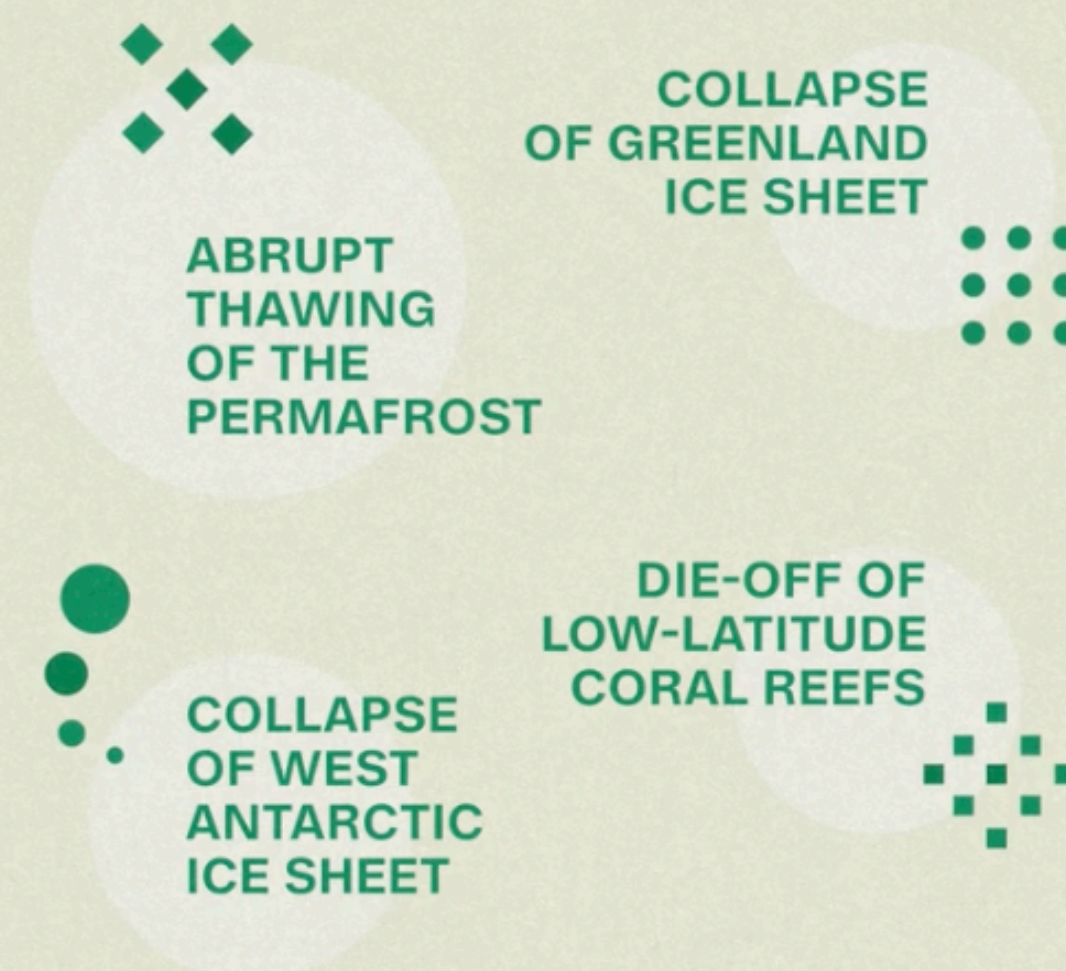 ABRUPT
THAWING
OF THE
PERMAFROST
COLLAPSE
OF GREENLAND
ICE SHEET
COLLAPSE
OF WEST
ANTARCTIC
ICE SHEET
DIE-OFF OF
LOW-LATITUDE
CORAL REEFS